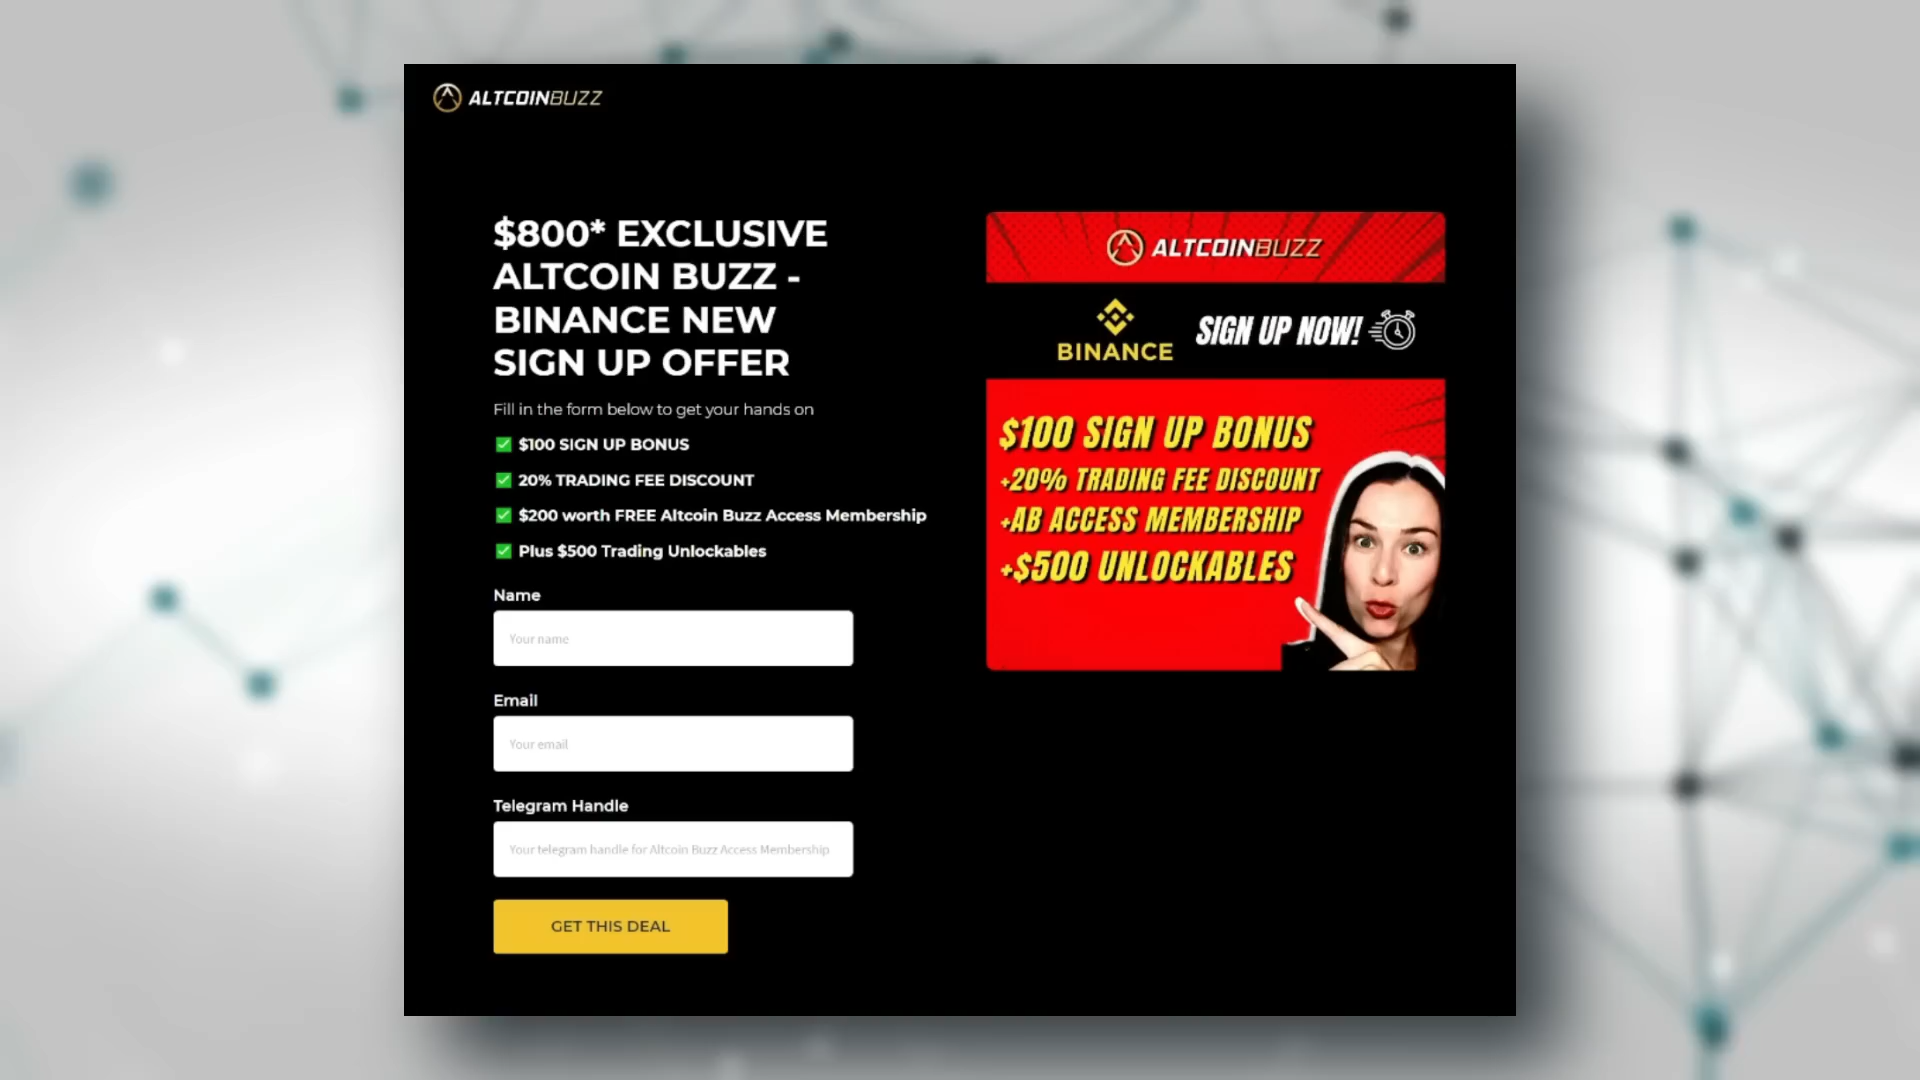 ALTCOINBUZZ
$800* EXCLUSIVE
ALTCOIN BUZZ -
BINANCE NEW
SIGN UP OFFER
Fill in the form below to get your hands on
$100 SIGN UP BONUS
20% TRADING FEE DISCOUNT
$200 worth FREE Altcoin Buzz Access Membership
Plus $500 Trading Unlockables
Name
Your name
Email
Your email
Telegram Handle
Your telegram handle for Altcoin Buzz Access Membership
GET THIS DEAL
ALTCOINBUZZ
BINANCE
SIGN UP NOW!
$100 SIGN UP BONUS
+20% TRADING FEE DISCOUNT
+AB ACCESS MEMBERSHIP
+$500 UNLOCKABLES